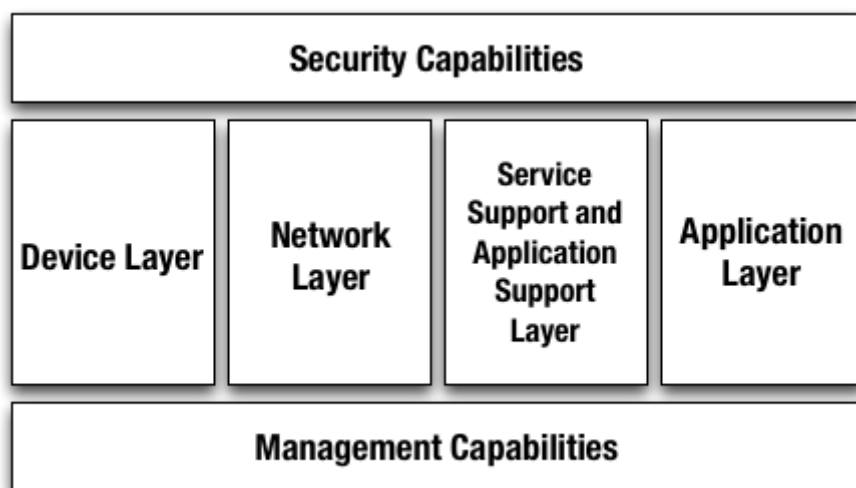 Security Capabilities
Device Layer
Network
Layer
Service
Support and
Application
Support
Layer
Application
Layer
Management Capabilities